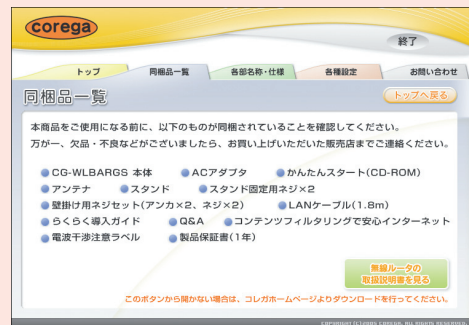 corega
終了
トップ 同梱品一覧 各部名称・仕様 各種設定 お問い合わせ
同梱品一覧
トップへ戻る
本商品をご使用になる前に、以下のものが同梱されていることを確認してください。
万が一、欠品・不良などがございましたら、お買い上げいただいた販売店までご連絡ください。
CG-WLBARGS 本体 ACアダプタ かんたんスタート(CD-ROM)
アンテナ スタンド スタンド固定用ネジ×2
壁掛け用ネジセット(アンカ×2、ネジ×2) LANケーブル(1.8m)
らくらく導入ガイド Q&A コンテンツフィルタリングで安心インターネット
電波干渉注意ラベル 製品保証書(1年)
無線ルータの
取扱説明書を見る
このボタンから開かない場合は、コレガホームページよりダウンロードを行ってください。
COPYRIGHT (C)2005 COREGA. ALL RIGHTS RESERVED.